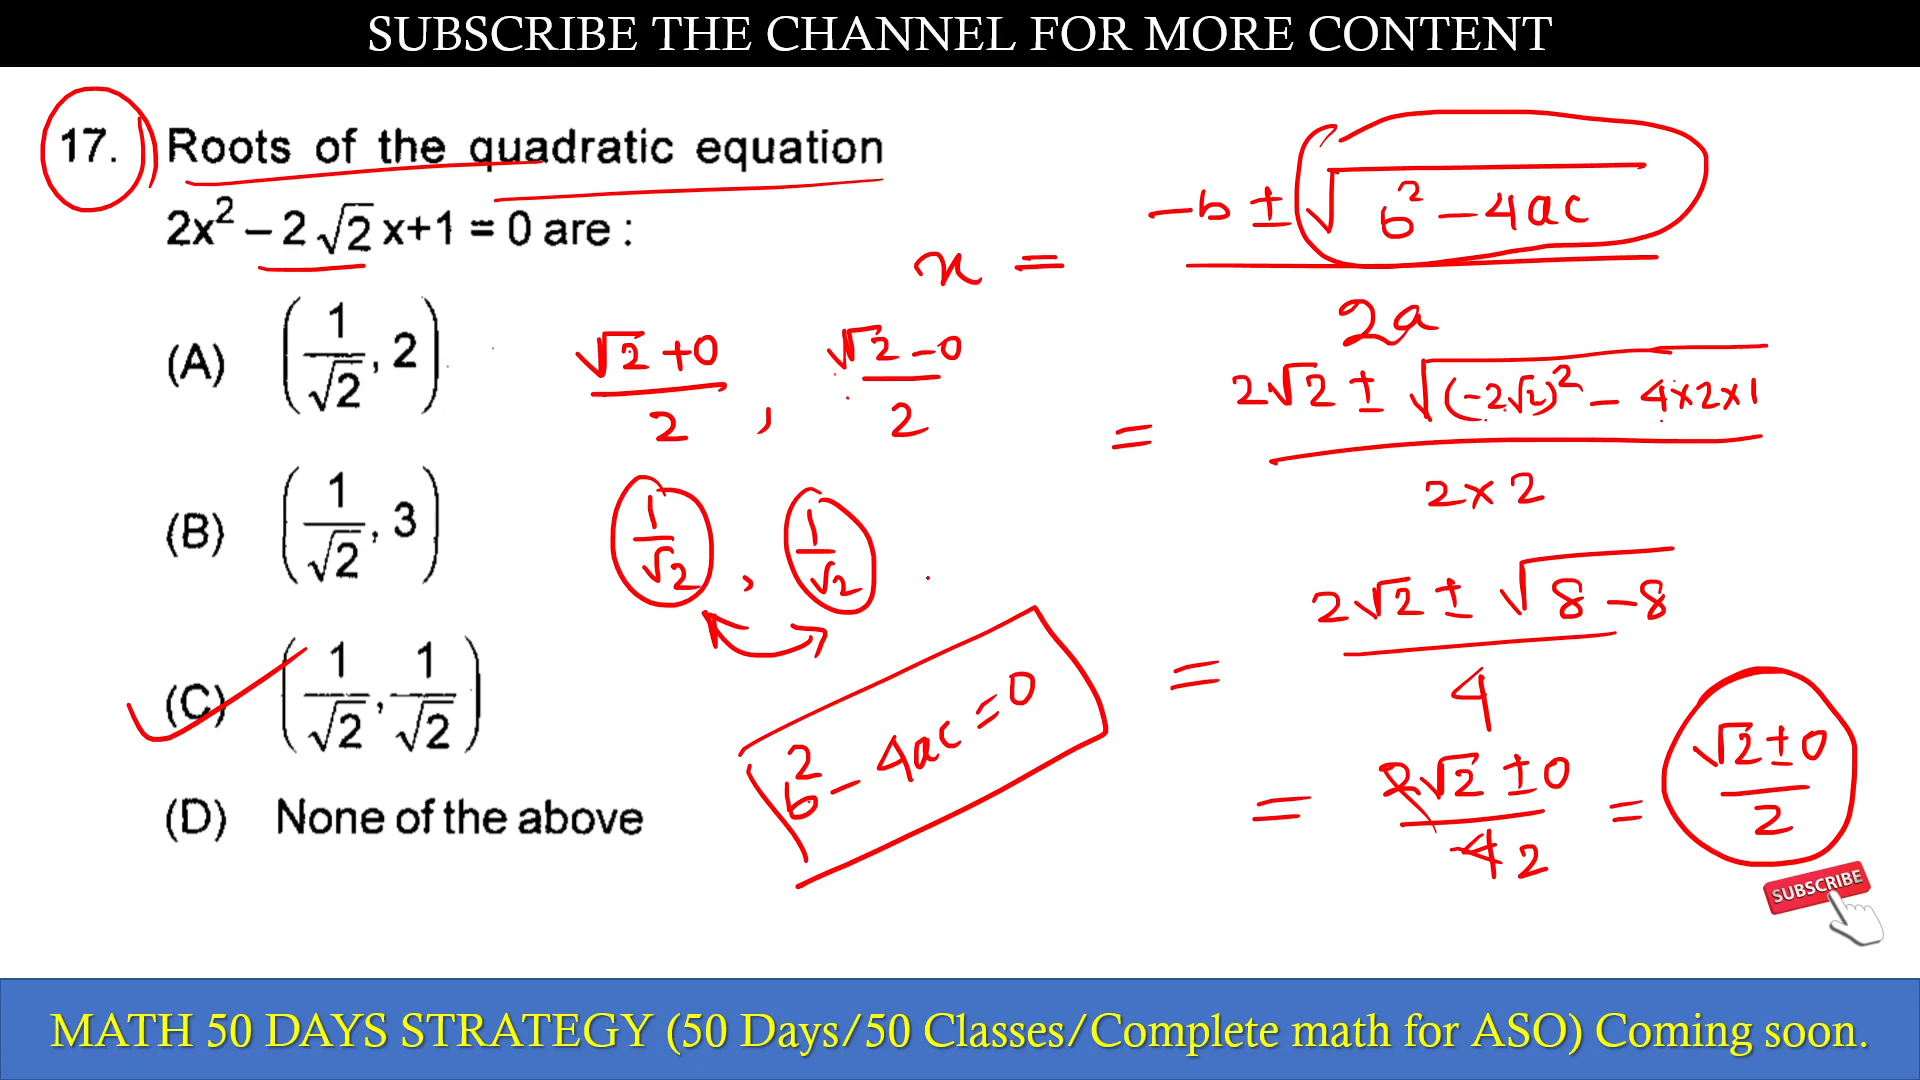 SUBSCRIBE THE CHANNEL FOR MORE CONTENT
17. Roots of the quadratic equation
2x² – 2√2 x+1 = 0 are :
(A) (1/√2, 2)
(B) (1/√2, 3)
(C) (1/√2, 1/√2)
(D) None of the above
√2+0/2 , √2–0/2
1/√2 , 1/√2
b²–4ac=0
x = –b ± √b²–4ac / 2a
= 2√2 ± √(–2√2)² – 4×2×1 / 2×2
= 2√2 ± √8–8 / 4
= 2√2 ±0 / 4 2 = √2±0 / 2
SUBSCRIBE
MATH 50 DAYS STRATEGY (50 Days/50 Classes/Complete math for ASO) Coming soon.